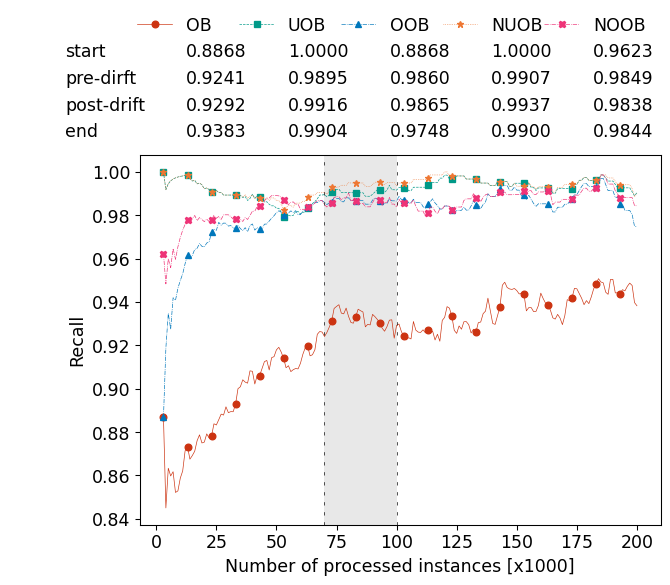 OB UOB OOB NUOB NOOB
start 0.8868 1.0000 0.8868 1.0000 0.9623
pre-dirft 0.9241 0.9895 0.9860 0.9907 0.9849
post-drift 0.9292 0.9916 0.9865 0.9937 0.9838
end 0.9383 0.9904 0.9748 0.9900 0.9844
1.00
0.98
0.96
0.94
0.92
0.90
0.88
0.86
0.84
Recall
0 25 50 75 100 125 150 175 200
Number of processed instances [x1000]